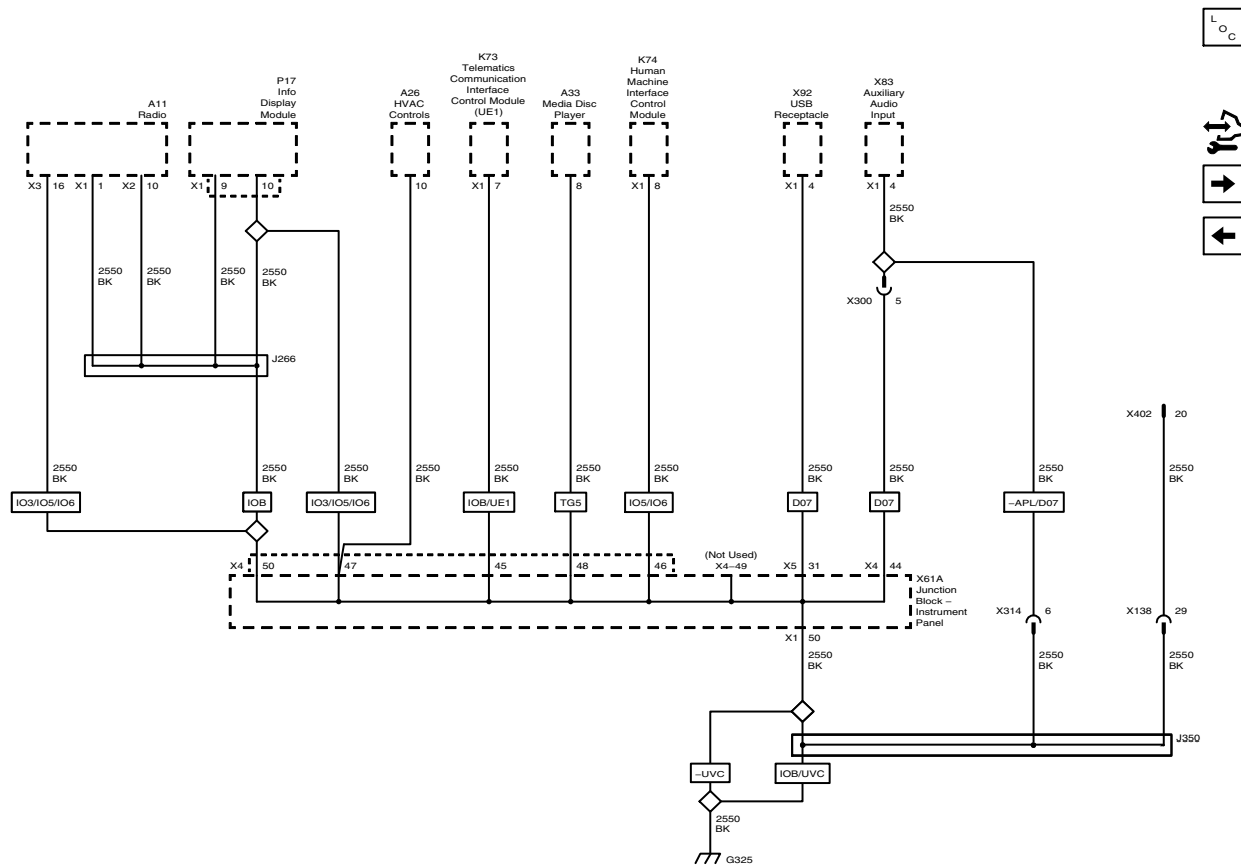 L
O
C
K73
Telematics
Communication
Interface
Control Module
(UE1)
K74
Human
Machine
Interface
Control
Module
P17
Info
Display
Module
A11
Radio
A26
HVAC
Controls
A33
Media Disc
Player
X92
USB
Receptacle
X83
Auxiliary
Audio
Input
X3 16 X1 1 X2 10 X1 9 10 10 X1 7 8 X1 8 X1 4 X1 4
2550
BK
2550
BK
2550
BK
2550
BK
2550
BK
X300 5
J266
X402 20
2550
BK
2550
BK
2550
BK
2550
BK
2550
BK
2550
BK
2550
BK
2550
BK
2550
BK
2550
BK
2550
BK
IO3/IO5/IO6 IOB IO3/IO5/IO6 IOB/UE1 TG5 IO5/IO6 D07 D07 –APL/D07
(Not Used)
X4 50 47 45 48 46 X4–49 X5 31 X4 44
X61A
Junction
Block –
Instrument
Panel
X314 6 X138 29
X1 50
2550
BK
2550
BK
2550
BK
J350
–UVC IOB/UVC
2550
BK
G325